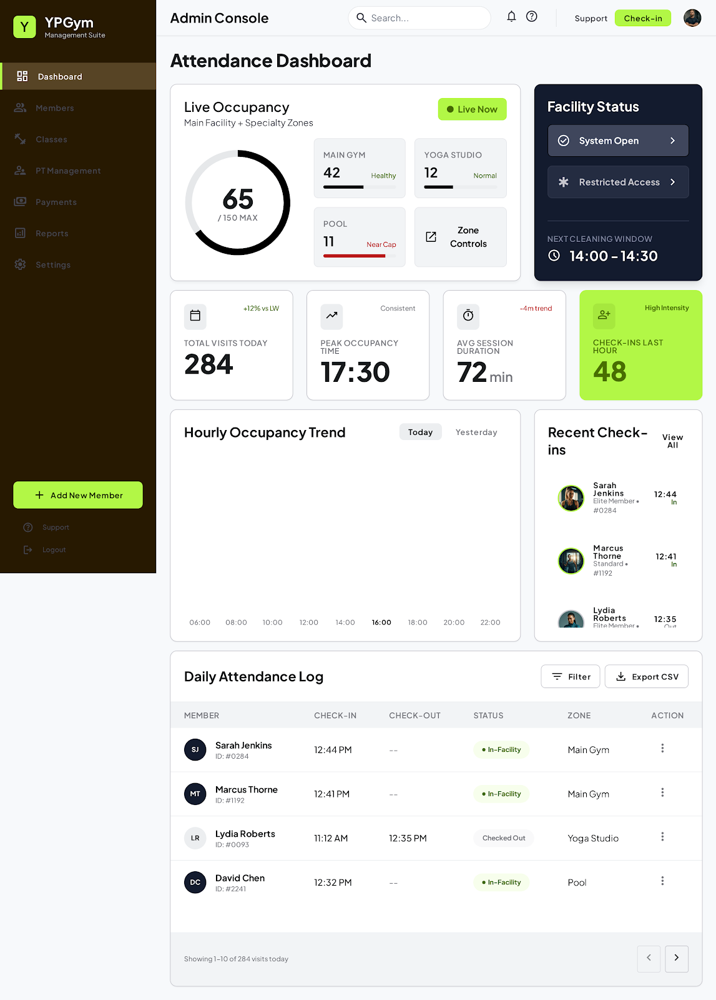 Y
YPGym
Management Suite
Dashboard
Members
Classes
PT Management
Payments
Reports
Settings
Add New Member
Support
Logout
Admin Console
Search...
Support
Check-in
Attendance Dashboard
Live Occupancy
Main Facility + Specialty Zones
Live Now
65
/ 150 MAX
MAIN GYM
42
Healthy
YOGA STUDIO
12
Normal
POOL
11
Near Cap
Zone
Controls
Facility Status
System Open
Restricted Access
NEXT CLEANING WINDOW
14:00 - 14:30
+12% vs LW
TOTAL VISITS TODAY
284
Consistent
PEAK OCCUPANCY
TIME
17:30
-4m trend
AVG SESSION
DURATION
72 min
High Intensity
CHECK-INS LAST
HOUR
48
Hourly Occupancy Trend
Today
Yesterday
06:00 08:00 10:00 12:00 14:00 16:00 18:00 20:00 22:00
Recent Check-
ins
View
All
Sarah
Jenkins
Elite Member •
#0284
12:44
In
Marcus
Thorne
Standard •
#1192
12:41
In
Lydia
Roberts
Elite Member •
12:35
Out
Daily Attendance Log
Filter
Export CSV
MEMBER CHECK-IN CHECK-OUT STATUS ZONE ACTION
SJ
Sarah Jenkins
ID: #0284
12:44 PM -- • In-Facility Main Gym
MT
Marcus Thorne
ID: #1192
12:41 PM -- • In-Facility Main Gym
LR
Lydia Roberts
ID: #0093
11:12 AM 12:35 PM Checked Out Yoga Studio
DC
David Chen
ID: #2241
12:32 PM -- • In-Facility Pool
Showing 1-10 of 284 visits today